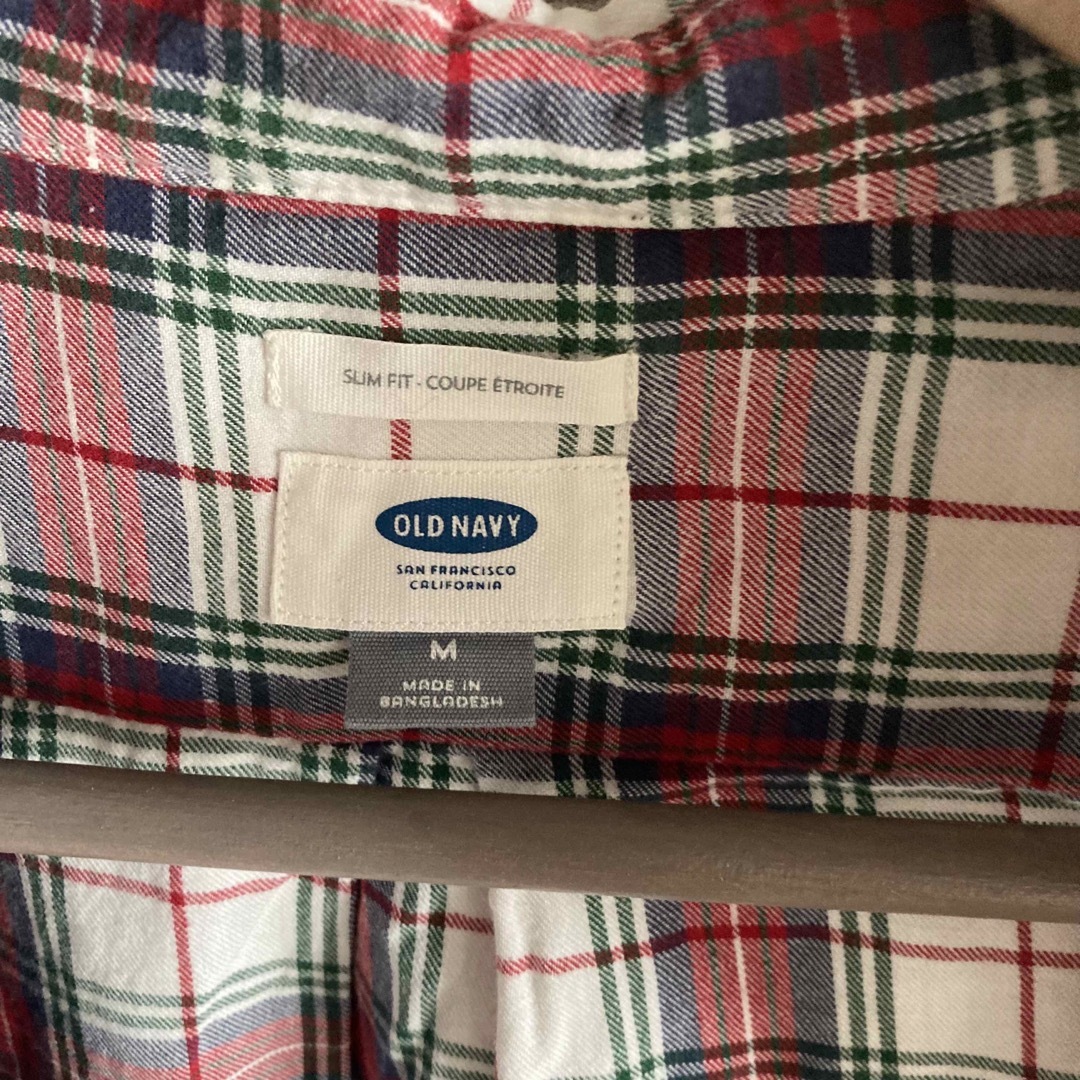 SLIM FIT · COUPE ÉTROITE
OLD NAVY
SAN FRANCISCO
CALIFORNIA
M
MADE IN
BANGLADESH